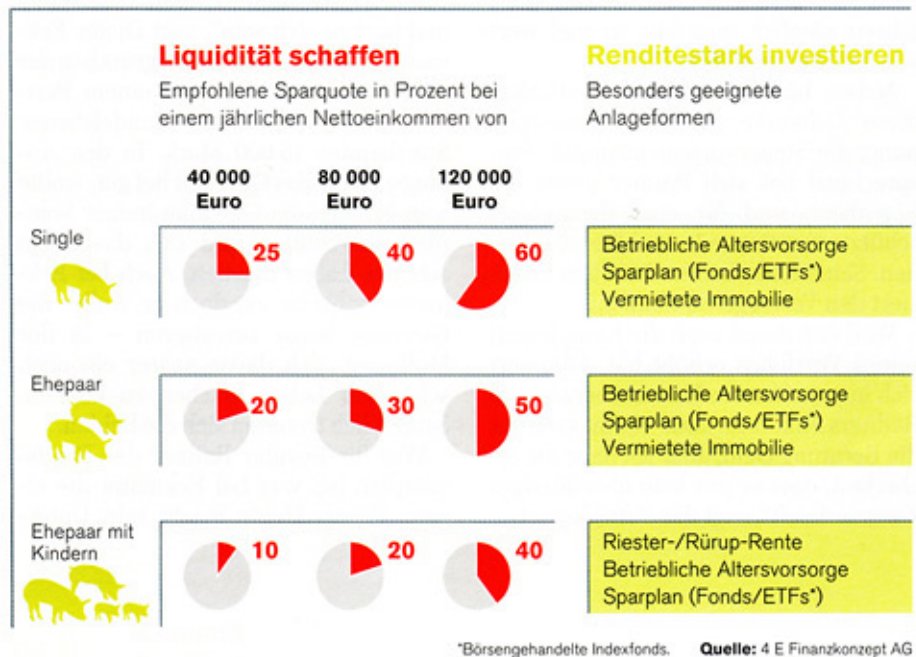 Liquidität schaffen
Empfohlene Sparquote in Prozent bei
einem jährlichen Nettoeinkommen von
Renditestark investieren
Besonders geeignete
Anlageformen
40 000
Euro
80 000
Euro
120 000
Euro
Single
25
40
60
Betriebliche Altersvorsorge
Sparplan (Fonds/ETFs*)
Vermietete Immobilie
Ehepaar
20
30
50
Betriebliche Altersvorsorge
Sparplan (Fonds/ETFs*)
Vermietete Immobilie
Ehepaar mit
Kindern
10
20
40
Riester-/Rürup-Rente
Betriebliche Altersvorsorge
Sparplan (Fonds/ETFs*)
*Börsengehandelte Indexfonds. Quelle: 4 E Finanzkonzept AG